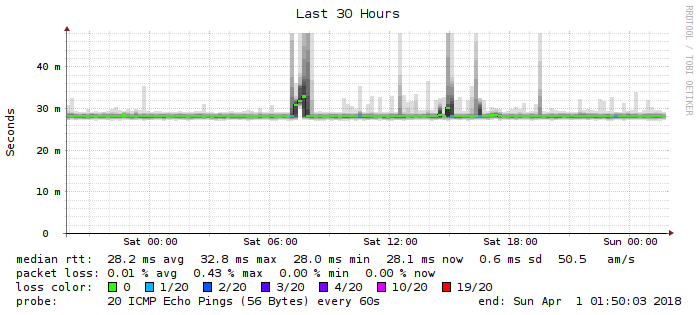 Last 30 Hours
RRDTOOL / TOBI OETIKER
Seconds
40 m
30 m
20 m
10 m
0
Sat 00:00 Sat 06:00 Sat 12:00 Sat 18:00 Sun 00:00
median rtt: 28.2 ms avg 32.8 ms max 28.0 ms min 28.1 ms now 0.6 ms sd 50.5 am/s
packet loss: 0.01 % avg 0.43 % max 0.00 % min 0.00 % now
loss color: 0 1/20 2/20 3/20 4/20 10/20 19/20
probe: 20 ICMP Echo Pings (56 Bytes) every 60s end: Sun Apr 1 01:50:03 2018